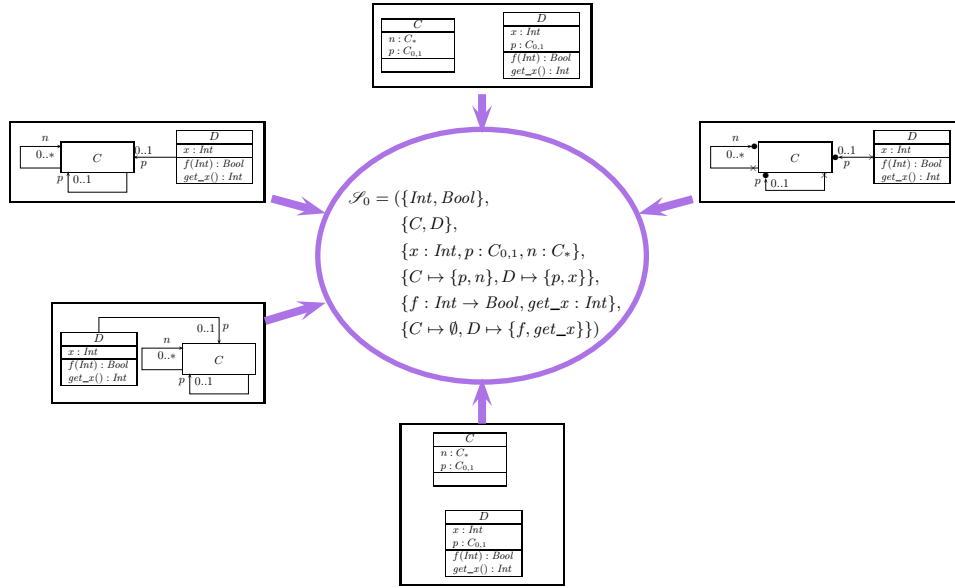 C
n : C*
p : C0,1
D
x : Int
p : C0,1
f(Int) : Bool
get_x() : Int
n
0..*
C
p
0..1
0..1
p
D
x : Int
f(Int) : Bool
get_x() : Int
n
0..*
C
p
0..1
0..1
p
D
x : Int
f(Int) : Bool
get_x() : Int
𝒮0 = ({Int, Bool},
{C, D},
{x : Int, p : C0,1, n : C*},
{C ↦ {p, n}, D ↦ {p, x}},
{f : Int → Bool, get_x : Int},
{C ↦ ∅, D ↦ {f, get_x}})
D
x : Int
f(Int) : Bool
get_x() : Int
0..1
p
n
0..*
C
p
0..1
C
n : C*
p : C0,1
D
x : Int
p : C0,1
f(Int) : Bool
get_x() : Int